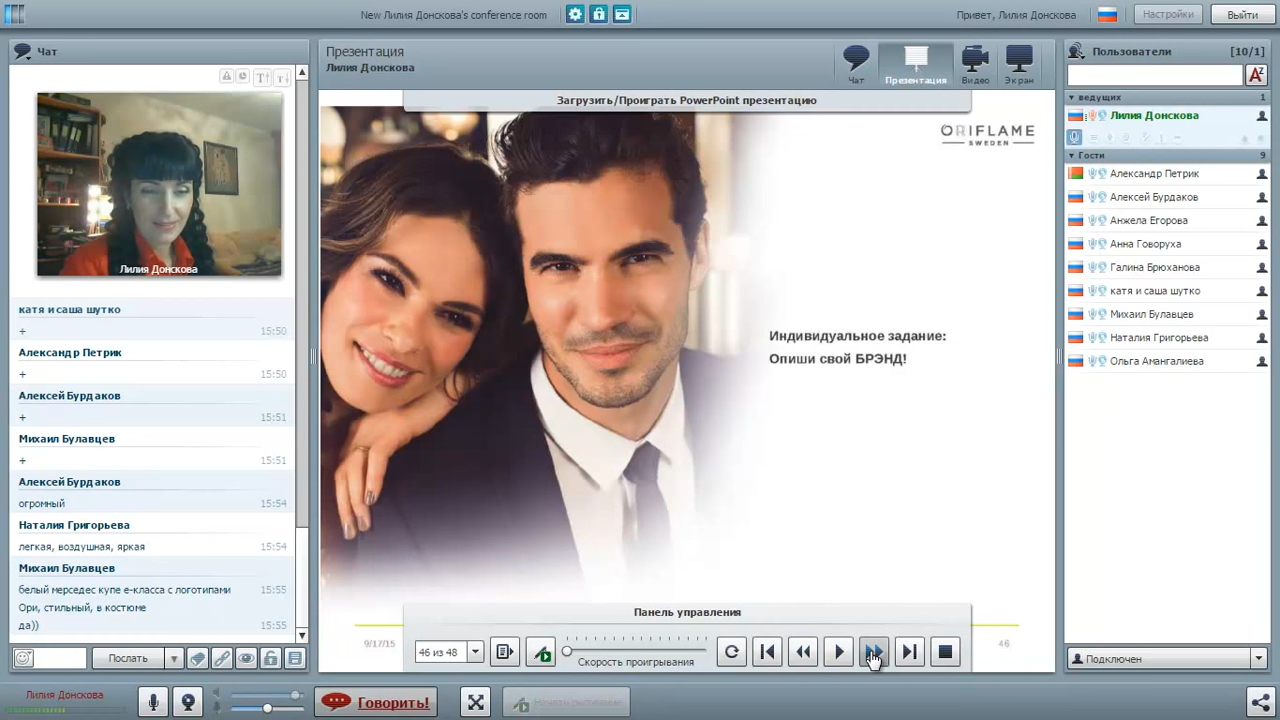 New Лилия Донскова's conference room
Привет, Лилия Донскова
Настройки
Выйти
Чат
Лилия Донскова
катя и саша шутко
+
15:50
Александр Петрик
+
15:50
Алексей Бурдаков
+
15:51
Михаил Булавцев
+
15:51
Алексей Бурдаков
огромный
15:54
Наталия Григорьева
легкая, воздушная, яркая
15:54
Михаил Булавцев
белый мерседес купе е-класса с логотипами
15:55
Ори, стильный, в костюме
да))
15:55
Послать
Презентация
Лилия Донскова
Чат
Презентация
Видео
Экран
Загрузить/Проиграть PowerPoint презентацию
ORIFLAME
SWEDEN
Индивидуальное задание:
Опиши свой БРЭНД!
Панель управления
9/17/15
46
46 из 48
Скорость проигрывания
Пользователи
[10/1]
ведущих
1
Лилия Донскова
Гости
9
Александр Петрик
Алексей Бурдаков
Анжела Егорова
Анна Говоруха
Галина Брюханова
катя и саша шутко
Михаил Булавцев
Наталия Григорьева
Ольга Амангалиева
Подключен
Лилия Донскова
Говорить!